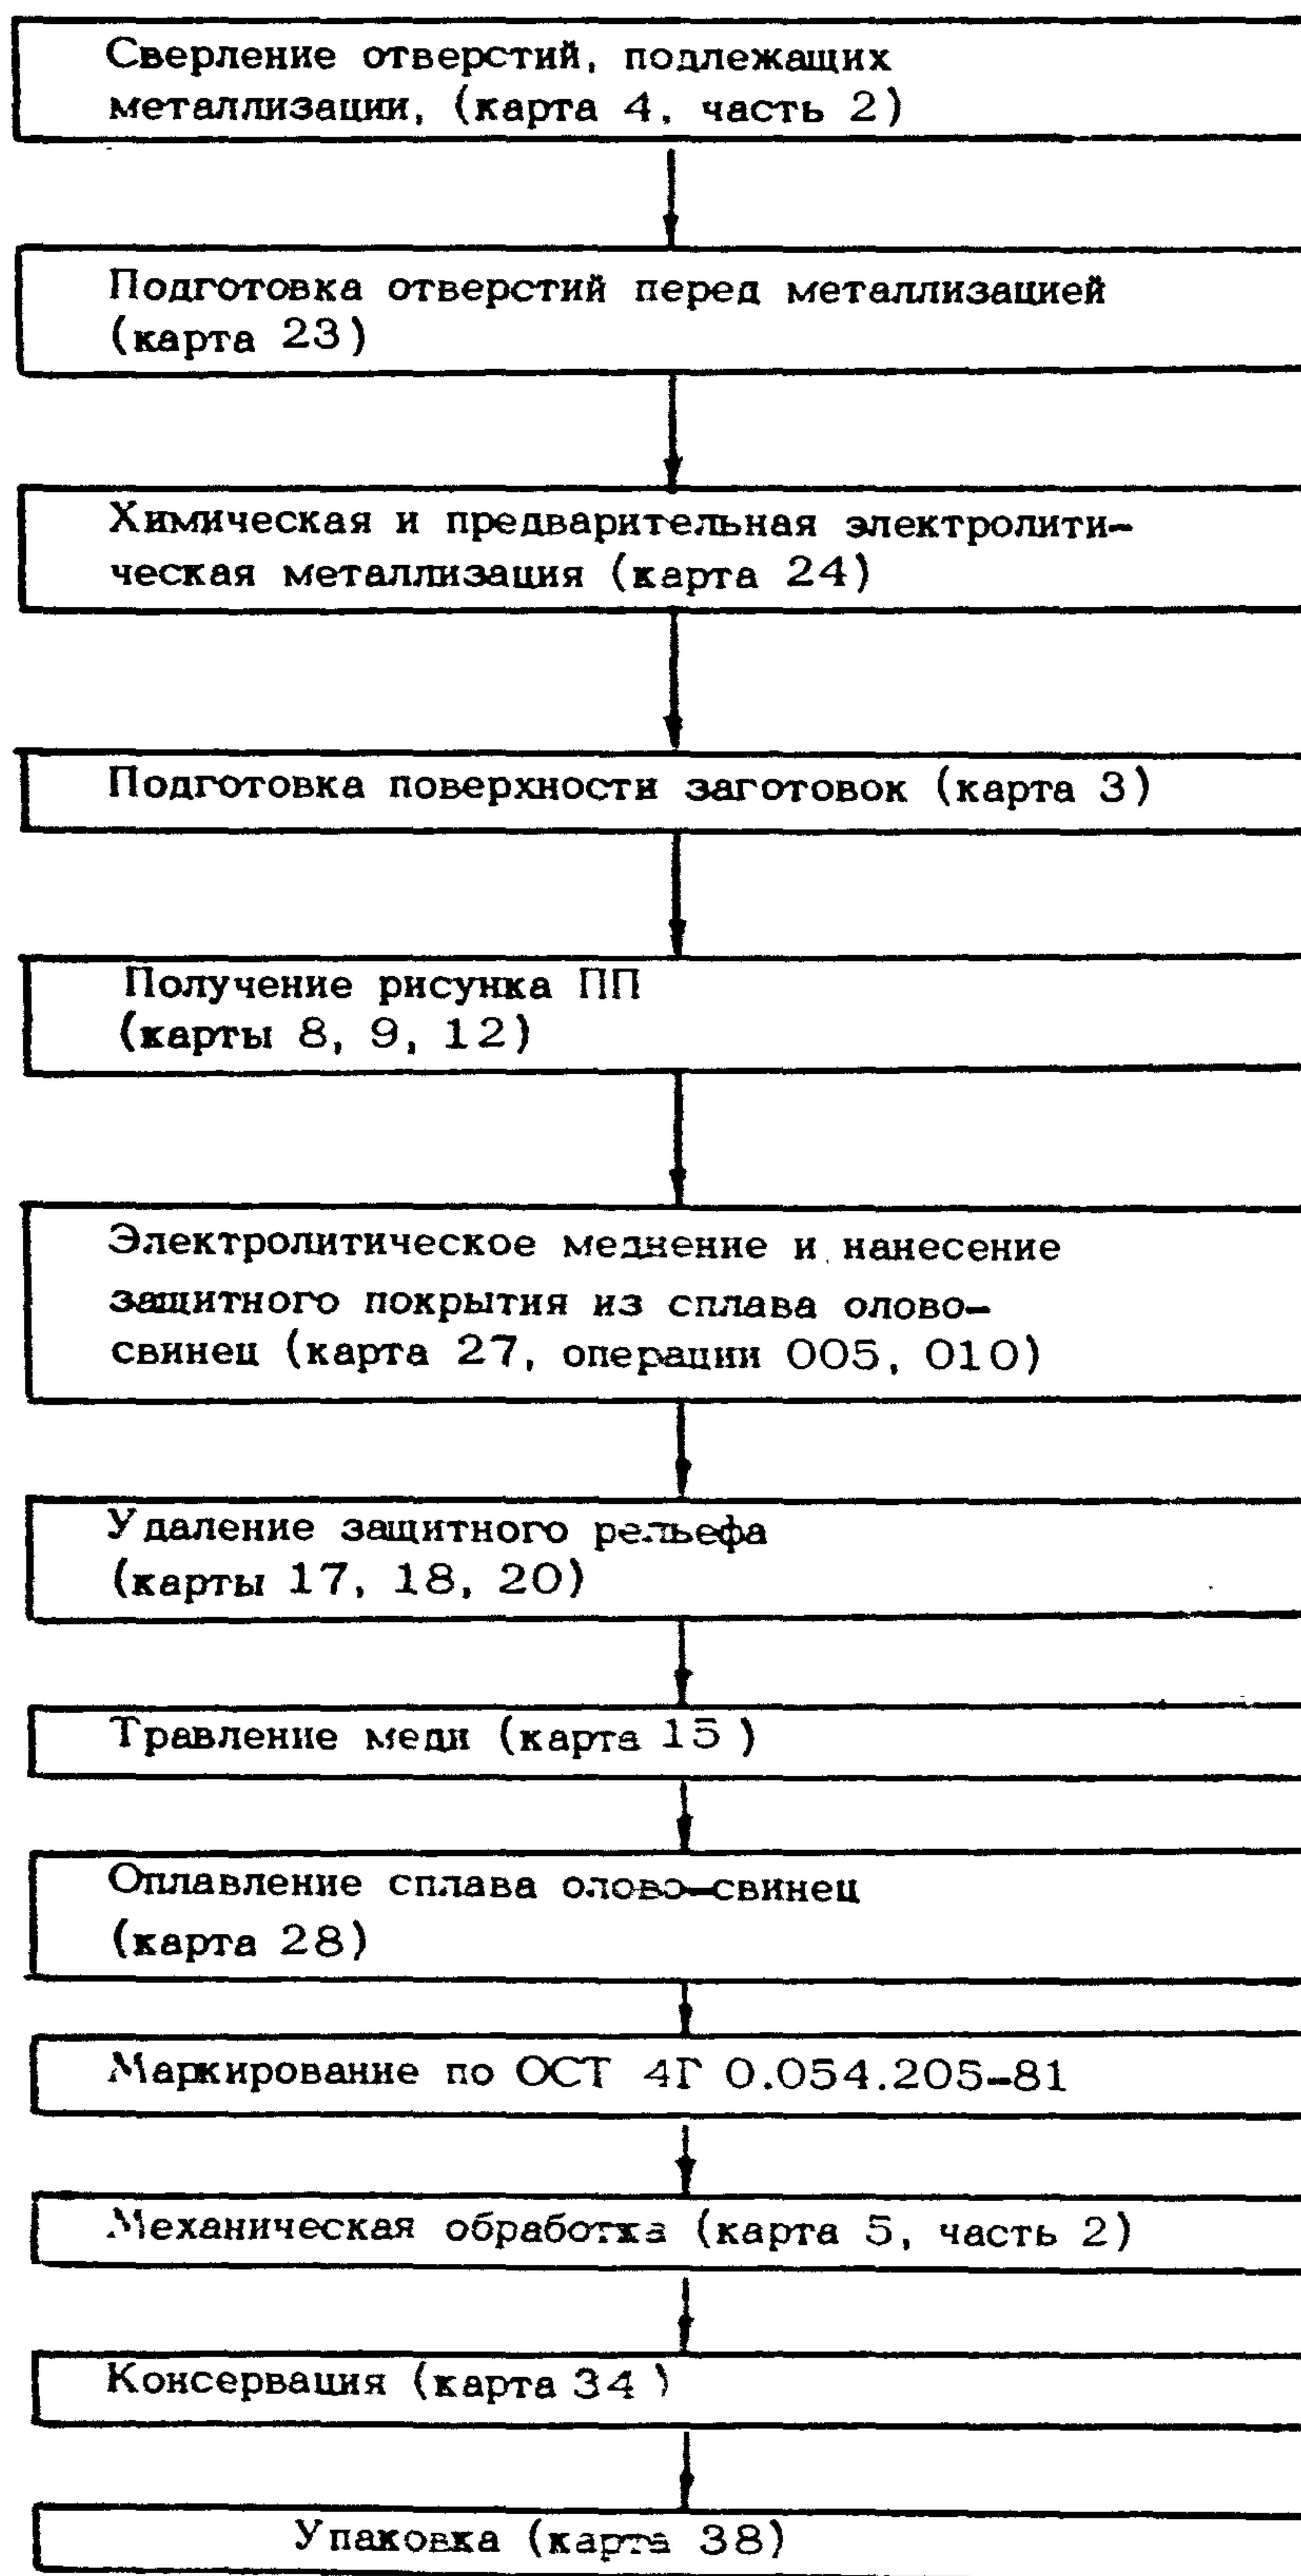 Сверление отверстий, подлежащих
металлизации, (карта 4, часть 2)
Подготовка отверстий перед металлизацией
(карта 23)
Химическая и предварительная электролити-
ческая металлизация (карта 24)
Подготовка поверхности заготовок (карта 3)
Получение рисунка ПП
(карты 8, 9, 12)
Электролитическое меднение и нанесение
защитного покрытия из сплава олово-
свинец (карта 27, операции 005, 010)
Удаление защитного рельефа
(карты 17, 18, 20)
Травление меди (карта 15)
Оплавление сплава олово-свинец
(карта 28)
Маркирование по ОСТ 4Г 0.054.205-81
Механическая обработка (карта 5, часть 2)
Консервация (карта 34)
Упаковка (карта 38)